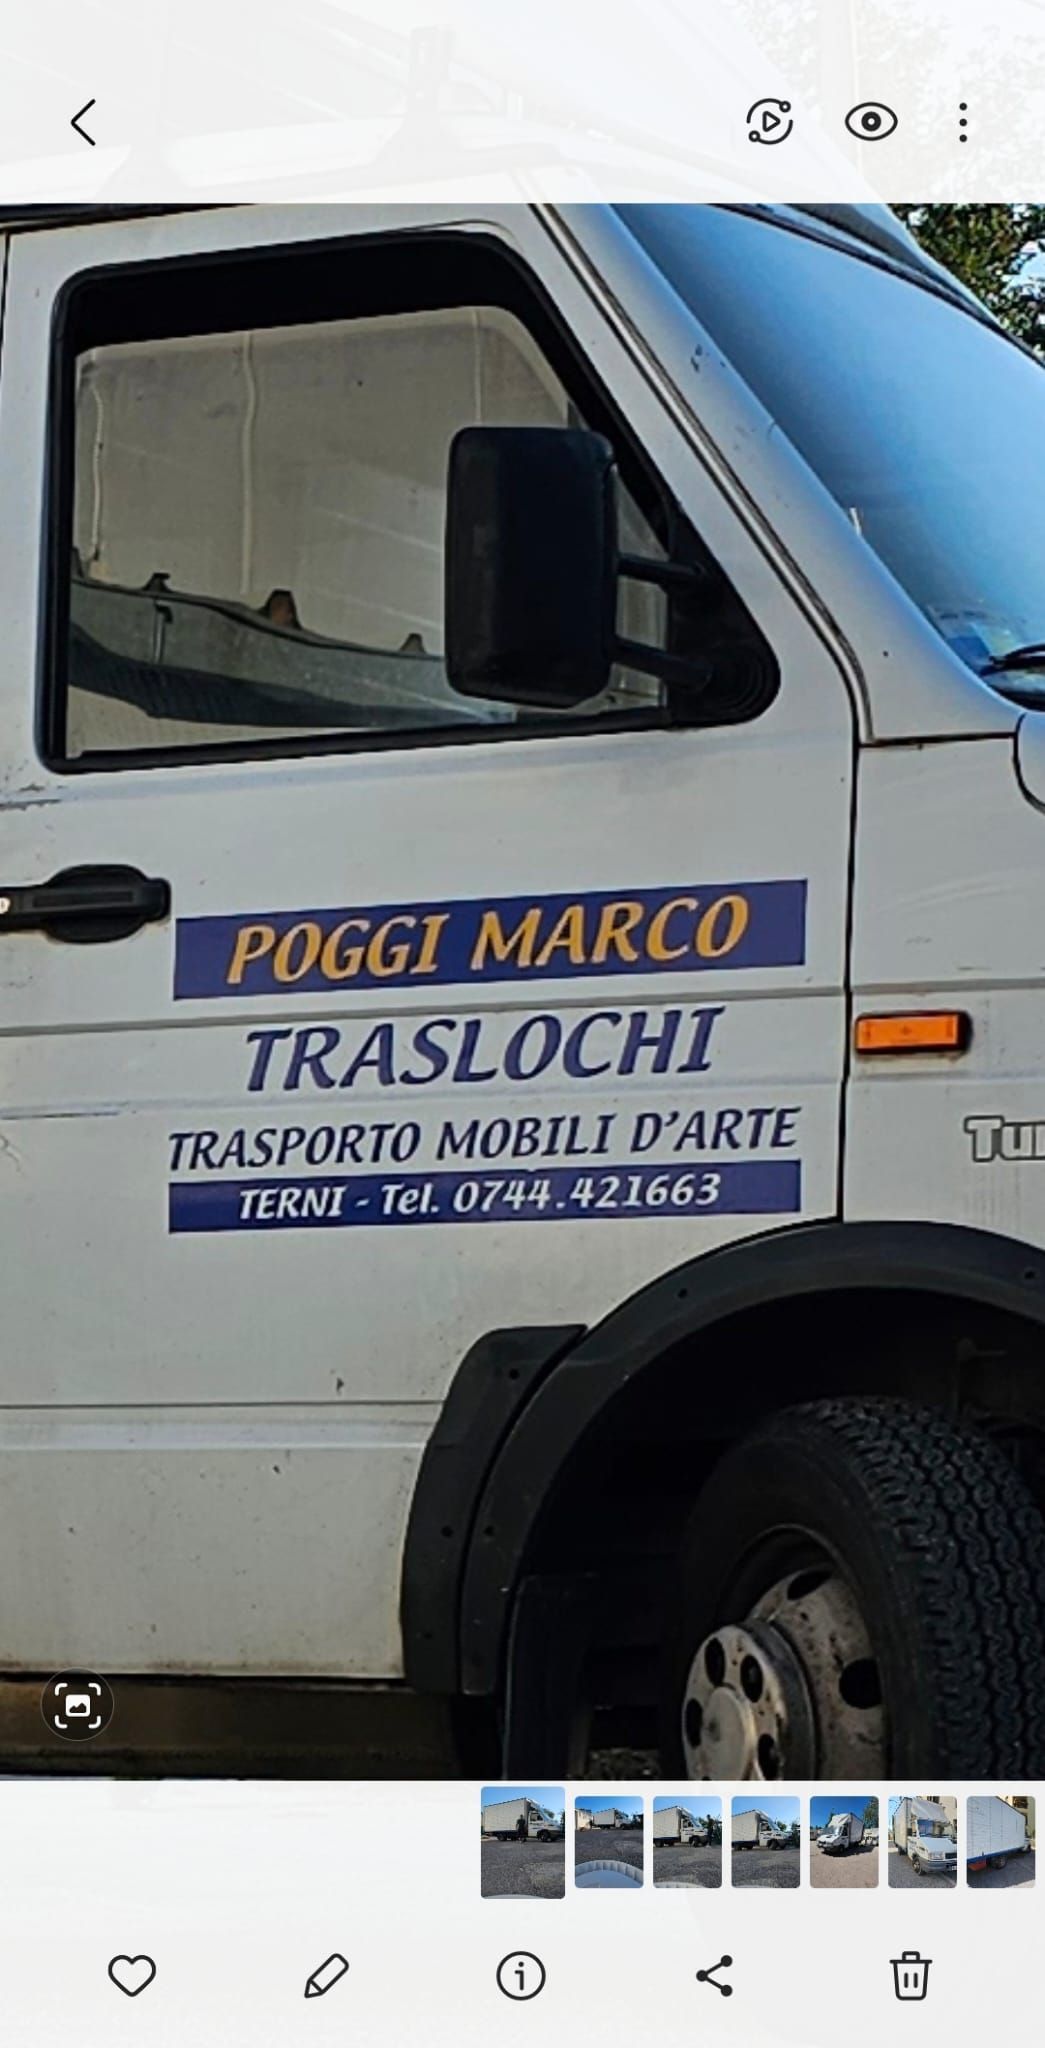 POGGI MARCO
TRASLOCHI
TRASPORTO MOBILI D'ARTE
TERNI - Tel. 0744.421663